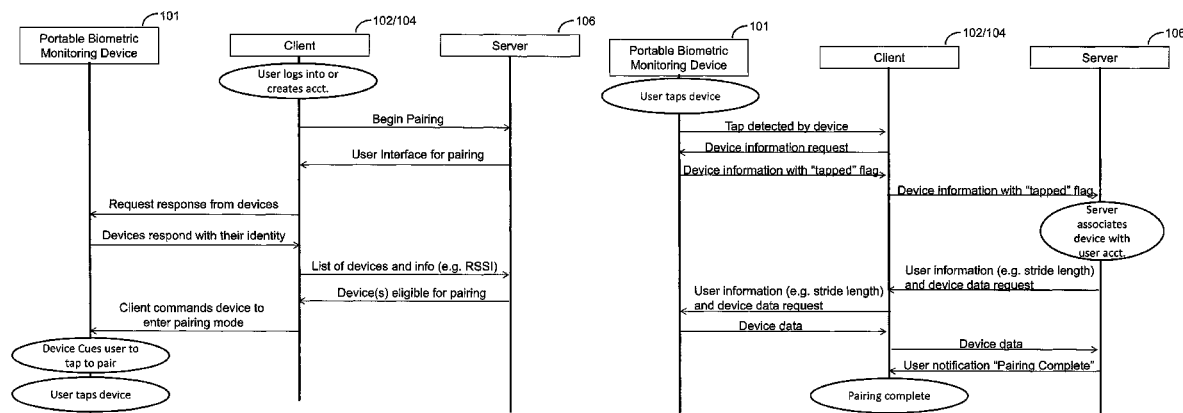 101
Portable Biometric
Monitoring Device
102/104
Client
106
Server
User logs into or
creates acct.
Begin Pairing
User Interface for pairing
Request response from devices
Devices respond with their identity
List of devices and info (e.g. RSSI)
Device(s) eligible for pairing
Client commands device to
enter pairing mode
Device Cues user to
tap to pair
User taps device
101
Portable Biometric
Monitoring Device
102/104
Client
106
Server
User taps device
Tap detected by device
Device information request
Device information with "tapped" flag
Device information with "tapped" flag
Server
associates
device with
user acct.
User information (e.g. stride length)
and device data request
User information (e.g. stride length)
and device data request
Device data
Device data
User notification "Pairing Complete"
Pairing complete